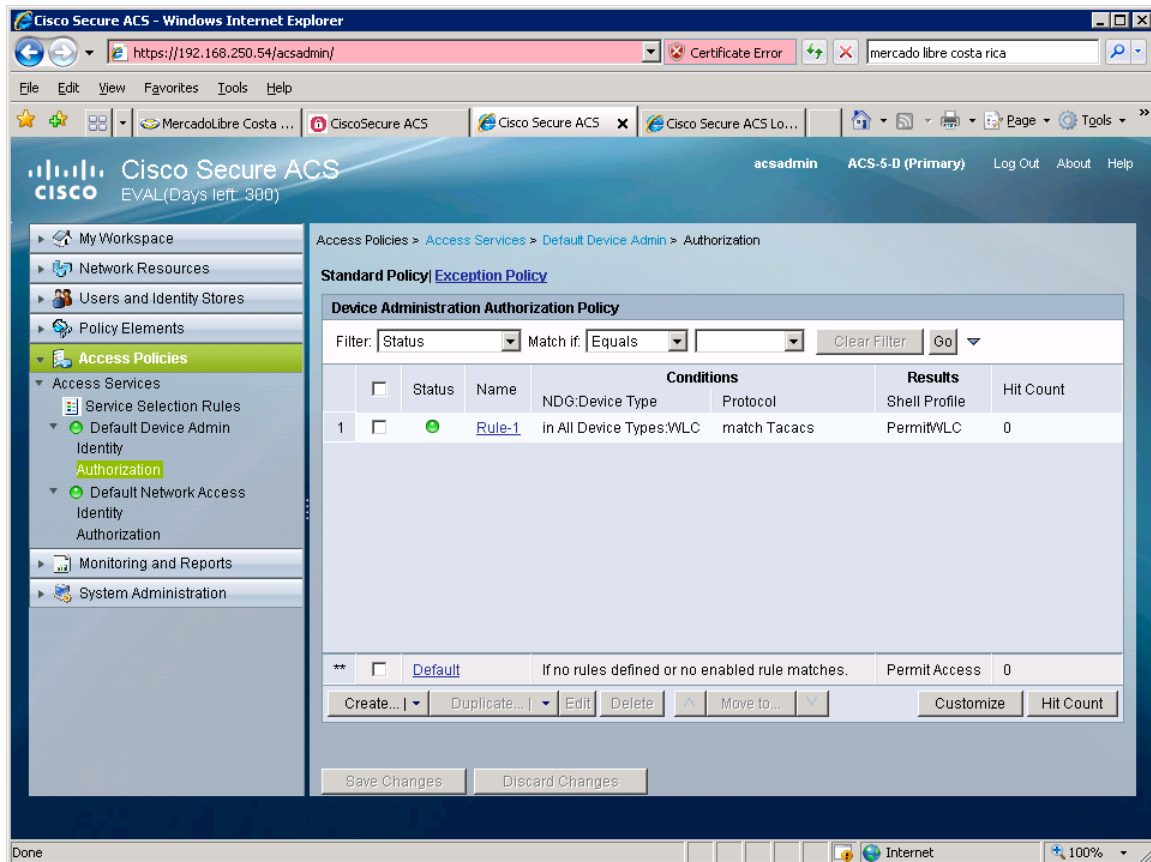 Cisco Secure ACS - Windows Internet Explorer
https://192.168.250.54/acsadmin/
Certificate Error
mercado libre costa rica
File Edit View Favorites Tools Help
MercadoLibre Costa ...
CiscoSecure ACS
Cisco Secure ACS
Cisco Secure ACS Lo...
Page
Tools
»
CISCO
Cisco Secure ACS
EVAL(Days left: 300)
acsadmin
ACS-5-D (Primary)
Log Out
About
Help
My Workspace
Network Resources
Users and Identity Stores
Policy Elements
Access Policies
Access Services
Service Selection Rules
Default Device Admin
Identity
Authorization
Default Network Access
Identity
Authorization
Monitoring and Reports
System Administration
Access Policies > Access Services > Default Device Admin > Authorization
Standard Policy| Exception Policy
Device Administration Authorization Policy
Filter: Status Match if: Equals Clear Filter Go
Status Name Conditions Results Hit Count
NDG:Device Type Protocol Shell Profile
1 Rule-1 in All Device Types:WLC match Tacacs PermitWLC 0
** Default If no rules defined or no enabled rule matches. Permit Access 0
Create... | Duplicate... | Edit Delete Move to... Customize Hit Count
Save Changes Discard Changes
Done
Internet
100%